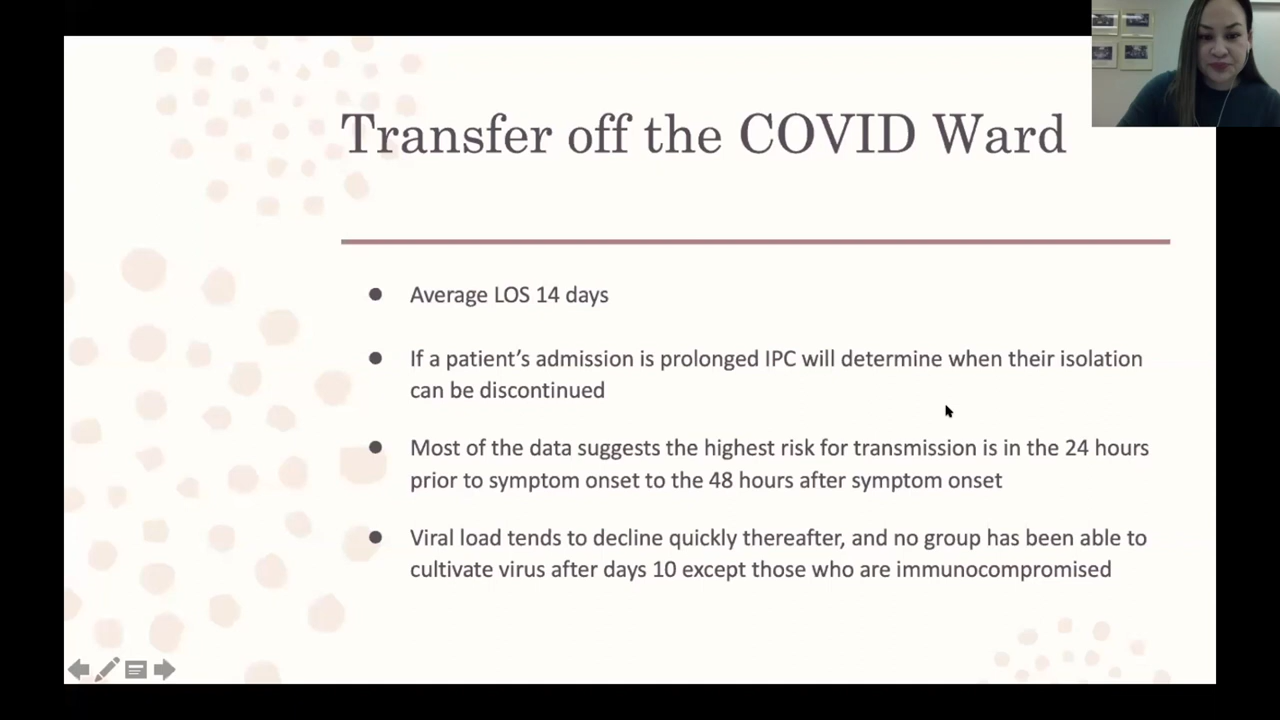 Transfer off the COVID Ward
● Average LOS 14 days
● If a patient’s admission is prolonged IPC will determine when their isolation
can be discontinued
● Most of the data suggests the highest risk for transmission is in the 24 hours
prior to symptom onset to the 48 hours after symptom onset
● Viral load tends to decline quickly thereafter, and no group has been able to
cultivate virus after days 10 except those who are immunocompromised